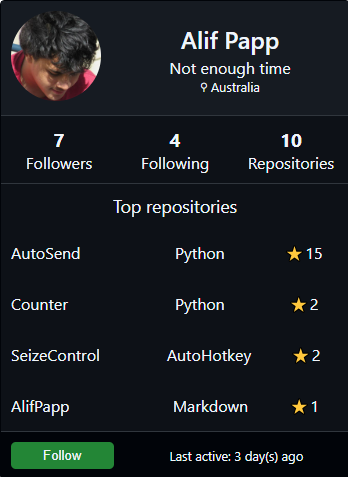 Alif Papp
Not enough time
Australia
7 4 10
Followers Following Repositories
Top repositories
AutoSend Python 15
Counter Python 2
SeizeControl AutoHotkey 2
AlifPapp Markdown 1
Follow Last active: 3 day(s) ago